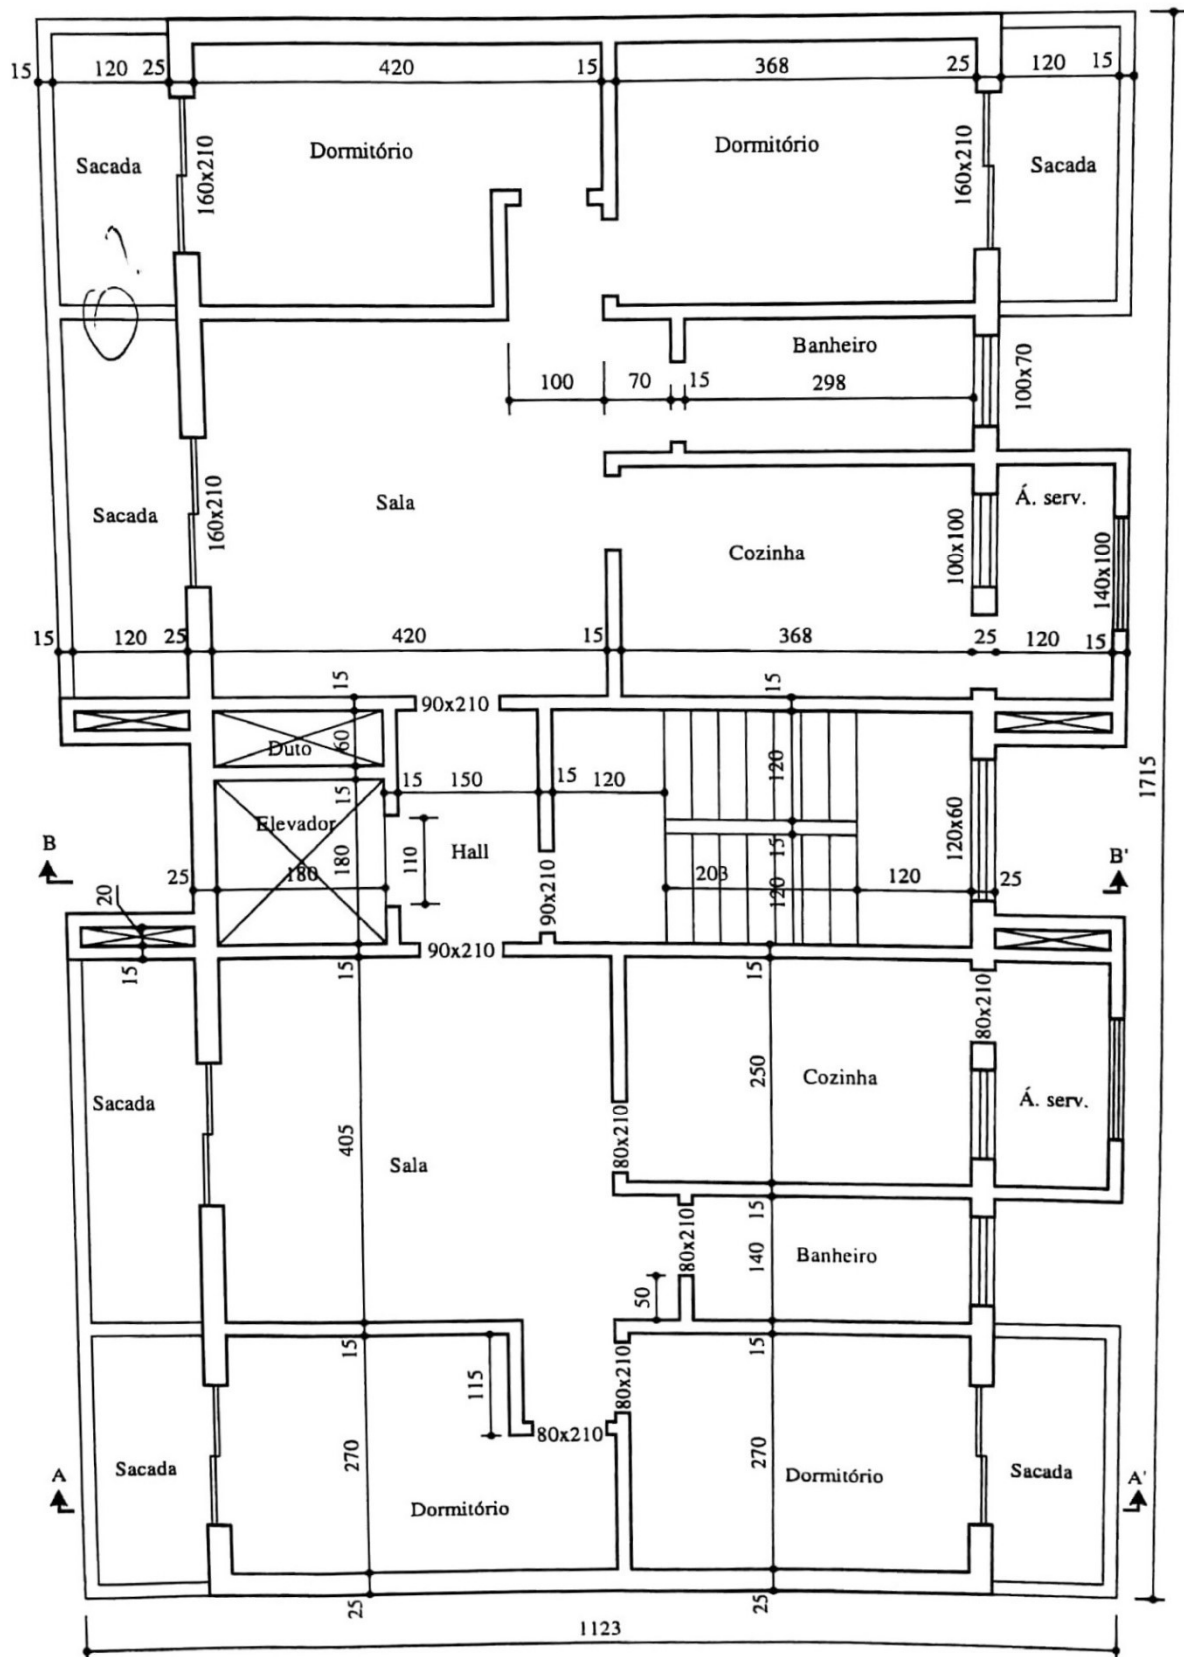 15 120 25 420 15 368 25 120 15
Dormitório
Dormitório
Sacada
160x210
160x210
Sacada
?
Banheiro
100 70 15 298
100x70
Sala
Sacada
160x210
Cozinha
100x100
Á. serv.
140x100
15 120 25 420 15 368 25 120 15
15
90x210
15
Duto
60
15 150 15 120
120
15
Elevador
Hall
110
15
120x60
1715
B
B'
25 180
180
90x210
203
120
120 25
20
15
90x210
15
15
80x210
250
Cozinha
Sacada
Á. serv.
405
80x210
Sala
15
80x210
140
Banheiro
50
15
115
80x210
15
80x210
270
270
A
Sacada
Dormitório
Dormitório
Sacada
A'
25
25
1123